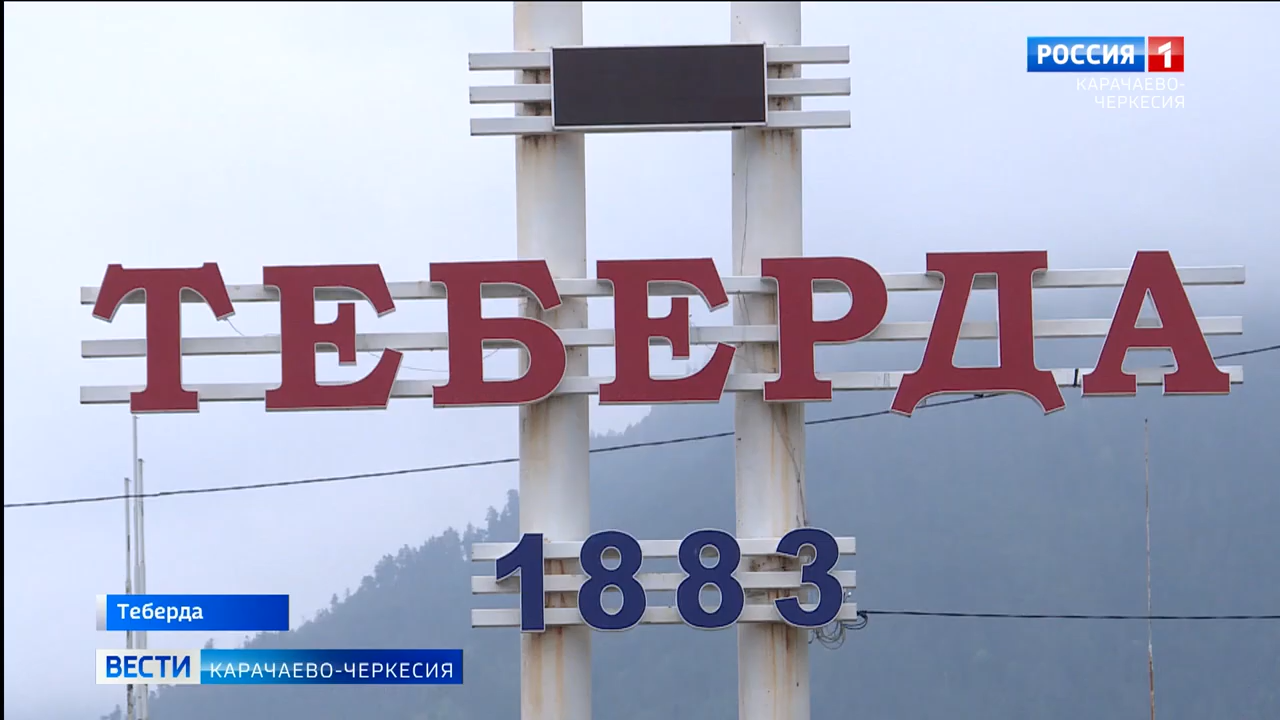 РОССИЯ 1
КАРАЧАЕВО-
ЧЕРКЕСИЯ
ТЕБЕРДА
1883
Теберда
ВЕСТИ КАРАЧАЕВО-ЧЕРКЕСИЯ